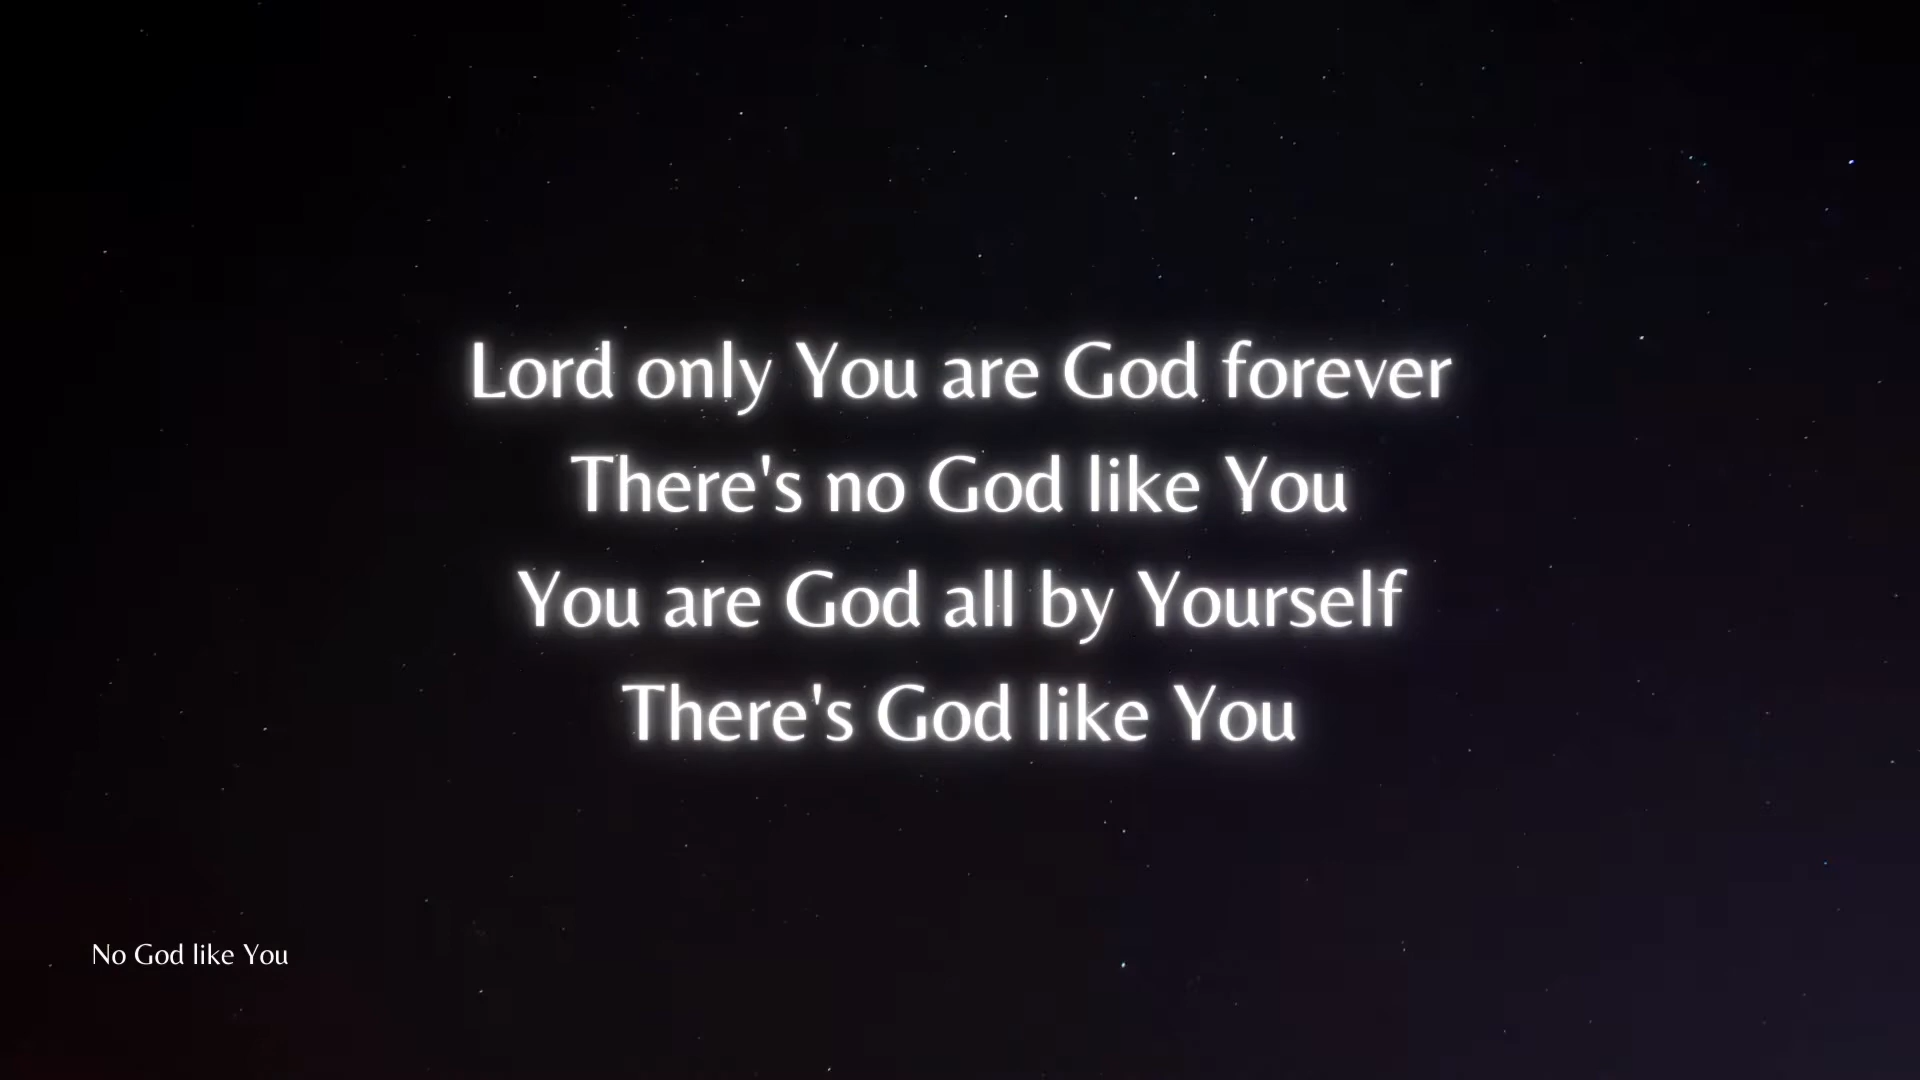 Lord only You are God forever
There's no God like You
You are God all by Yourself
There's God like You
No God like You